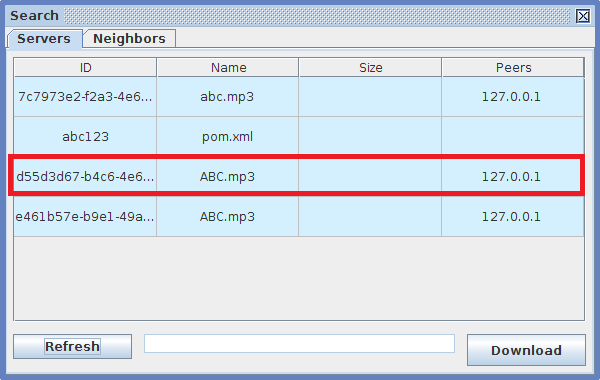 Search
Servers Neighbors
ID Name Size Peers
7c7973e2-f2a3-4e6... abc.mp3 127.0.0.1
abc123 pom.xml
d55d3d67-b4c6-4e6... ABC.mp3 127.0.0.1
e461b57e-b9e1-49a... ABC.mp3 127.0.0.1
Refresh Download